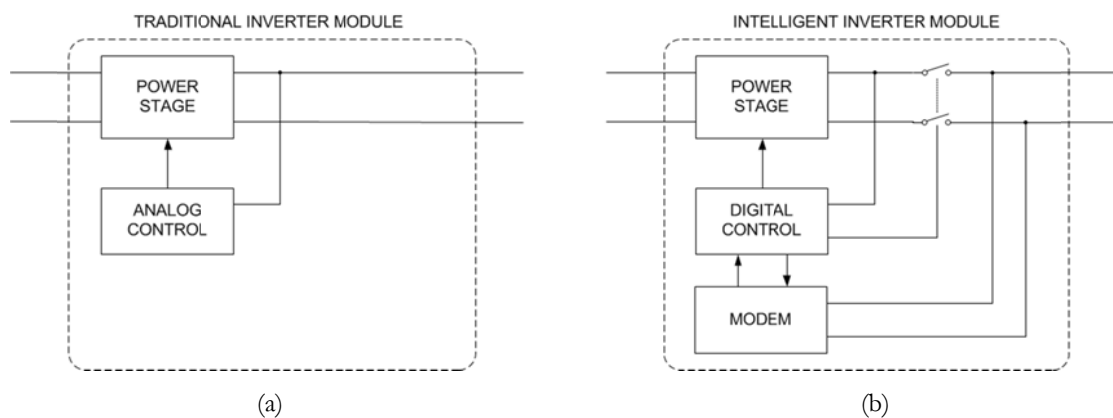 TRADITIONAL INVERTER MODULE
POWER
STAGE
ANALOG
CONTROL
(a)
INTELLIGENT INVERTER MODULE
POWER
STAGE
DIGITAL
CONTROL
MODEM
(b)